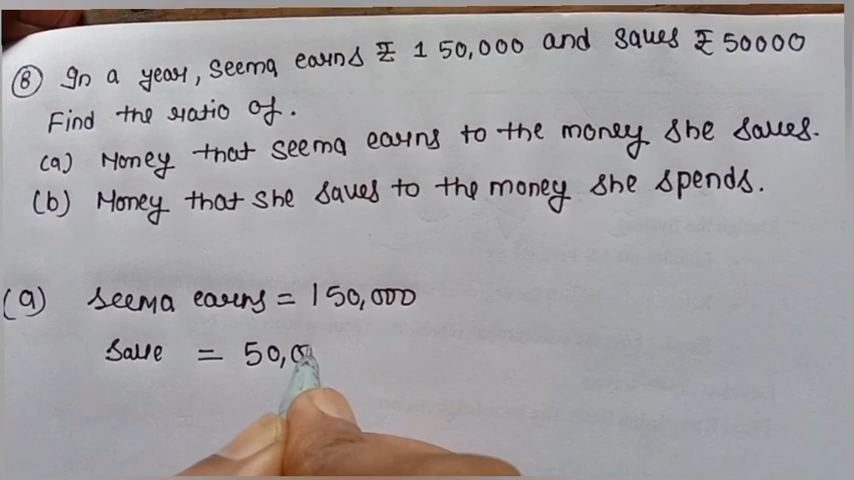 ⑧ In a year, Seema earns ₹ 1 50,000 and saves ₹ 50000
Find the ratio of.
(a) Money that seema earns to the money she saves.
(b) Money that she saves to the money she spends.
(a) Seema earns = 150,000
Save = 50,0